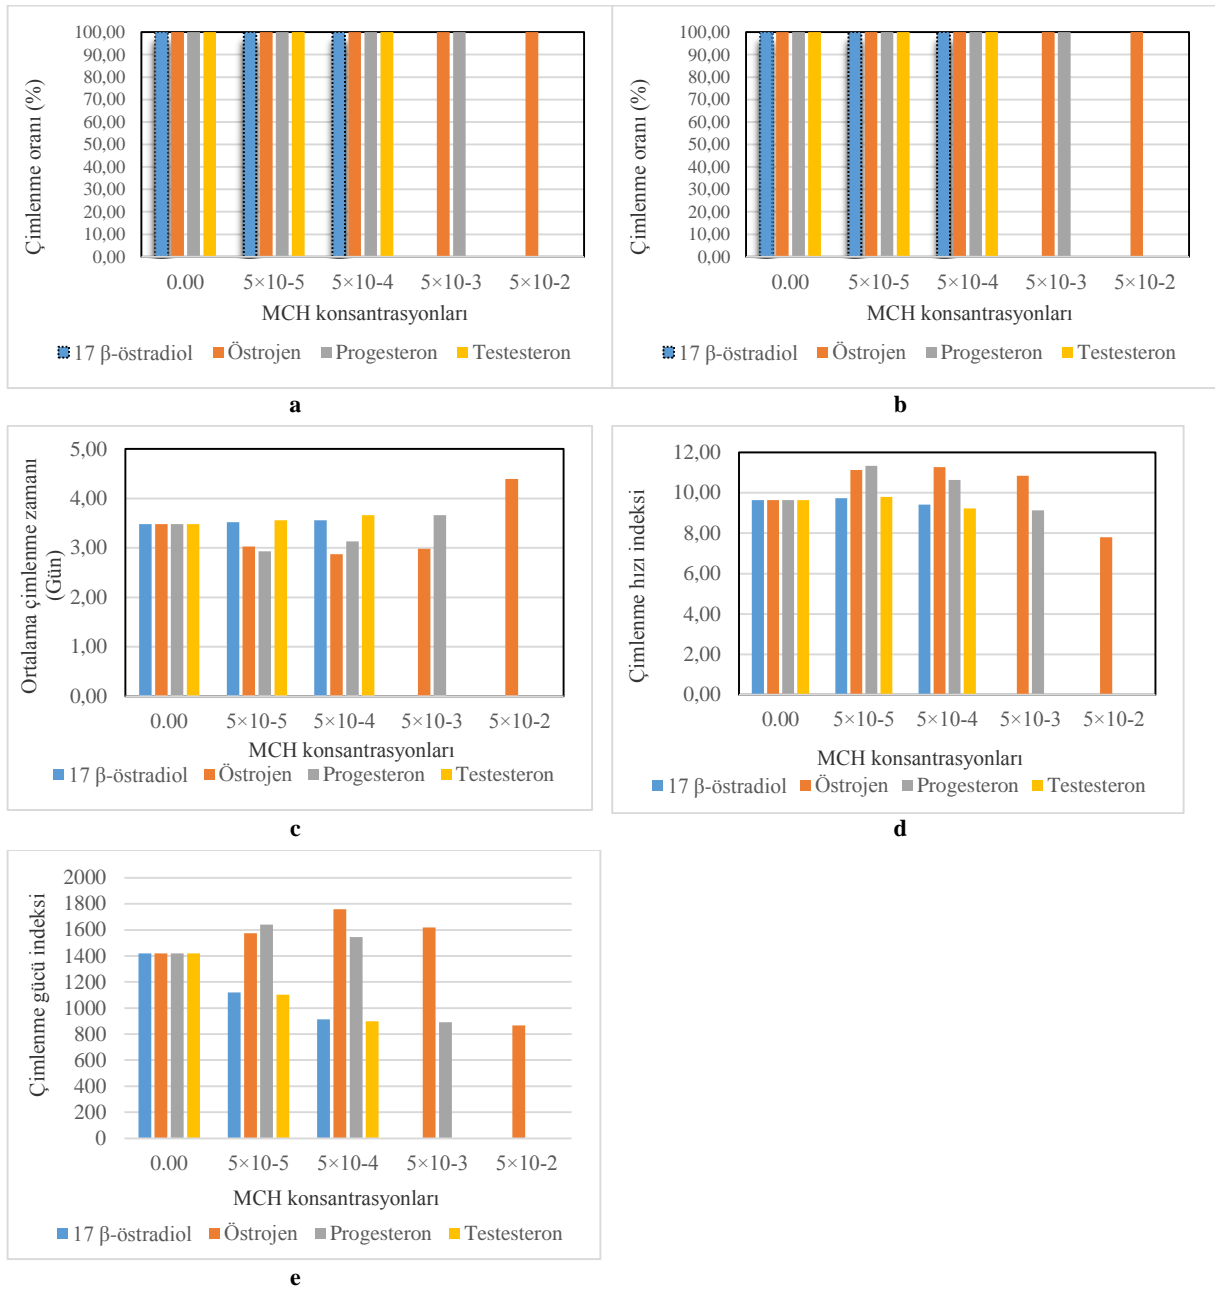 Çimlenme oranı (%)
100,00
90,00
80,00
70,00
60,00
50,00
40,00
30,00
20,00
10,00
0,00
0.00 5×10-5 5×10-4 5×10-3 5×10-2
MCH konsantrasyonları
17 β-östradiol Östrojen Progesteron Testesteron
a
Çimlenme oranı (%)
100,00
90,00
80,00
70,00
60,00
50,00
40,00
30,00
20,00
10,00
0,00
0.00 5×10-5 5×10-4 5×10-3 5×10-2
MCH konsantrasyonları
17 β-östradiol Östrojen Progesteron Testesteron
b
Ortalama çimlenme zamanı
(Gün)
5,00
4,00
3,00
2,00
1,00
0,00
0.00 5×10-5 5×10-4 5×10-3 5×10-2
MCH konsantrasyonları
17 β-östradiol Östrojen Progesteron Testesteron
c
Çimlenme hızı indeksi
12,00
10,00
8,00
6,00
4,00
2,00
0,00
0.00 5×10-5 5×10-4 5×10-3 5×10-2
MCH konsantrasyonları
17 β-östradiol Östrojen Progesteron Testesteron
d
Çimlenme gücü indeksi
2000
1800
1600
1400
1200
1000
800
600
400
200
0
0.00 5×10-5 5×10-4 5×10-3 5×10-2
MCH konsantrasyonları
17 β-östradiol Östrojen Progesteron Testesteron
e